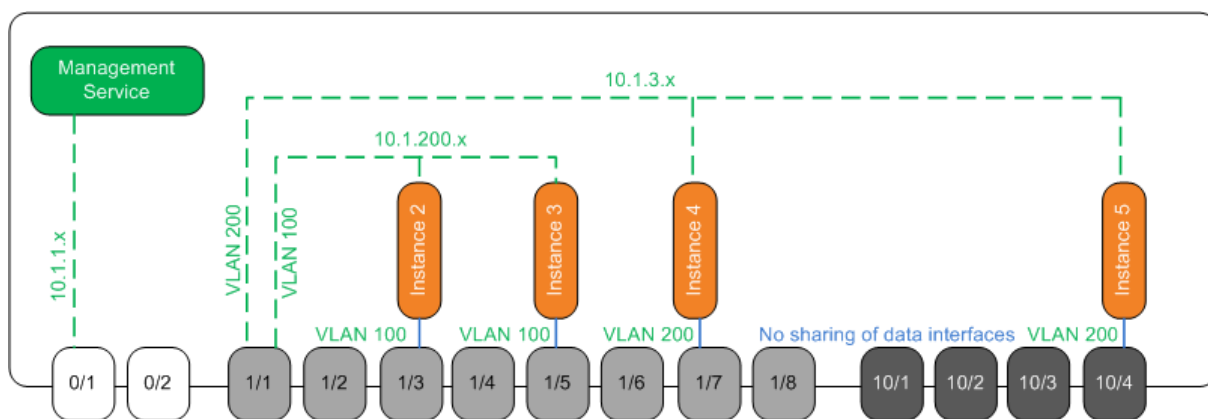 Management
Service
10.1.3.x
10.1.200.x
10.1.1.x
VLAN 200
VLAN 100
Instance 2
Instance 3
Instance 4
Instance 5
VLAN 100
VLAN 100
VLAN 200
No sharing of data interfaces
VLAN 200
0/1
0/2
1/1
1/2
1/3
1/4
1/5
1/6
1/7
1/8
10/1
10/2
10/3
10/4